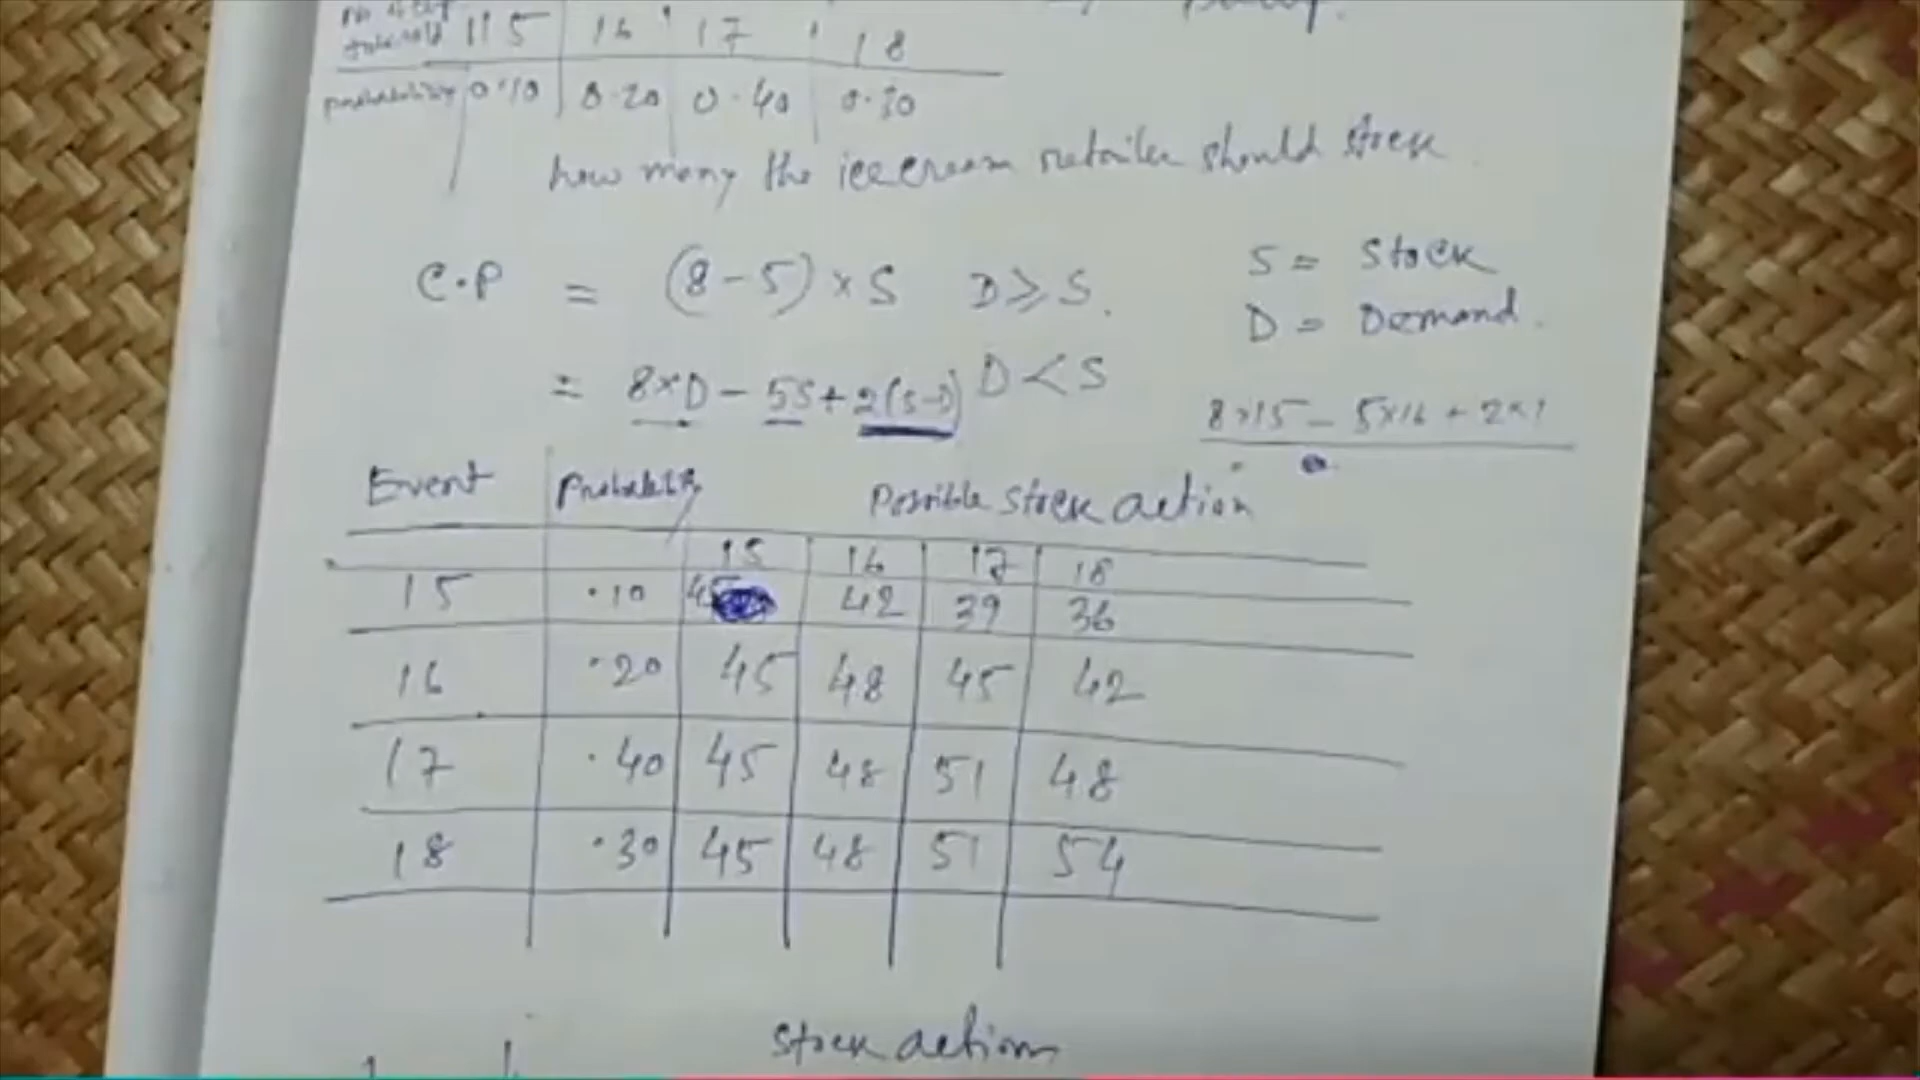 15 16 17 18
probability 0.10 0.20 0.40 0.30
how many the icecream retailer should stock
C.P = (8-5)×S D≥S. S = Stock
D = Demand.
= 8×D - 5S+2(S-D) D<S
8×15 - 5×16 + 2×1
Event Probability Possible stock action
15 16 17 18
15 .10 45 42 39 36
16 .20 45 48 45 42
17 .40 45 48 51 48
18 .30 45 48 51 54
stock action